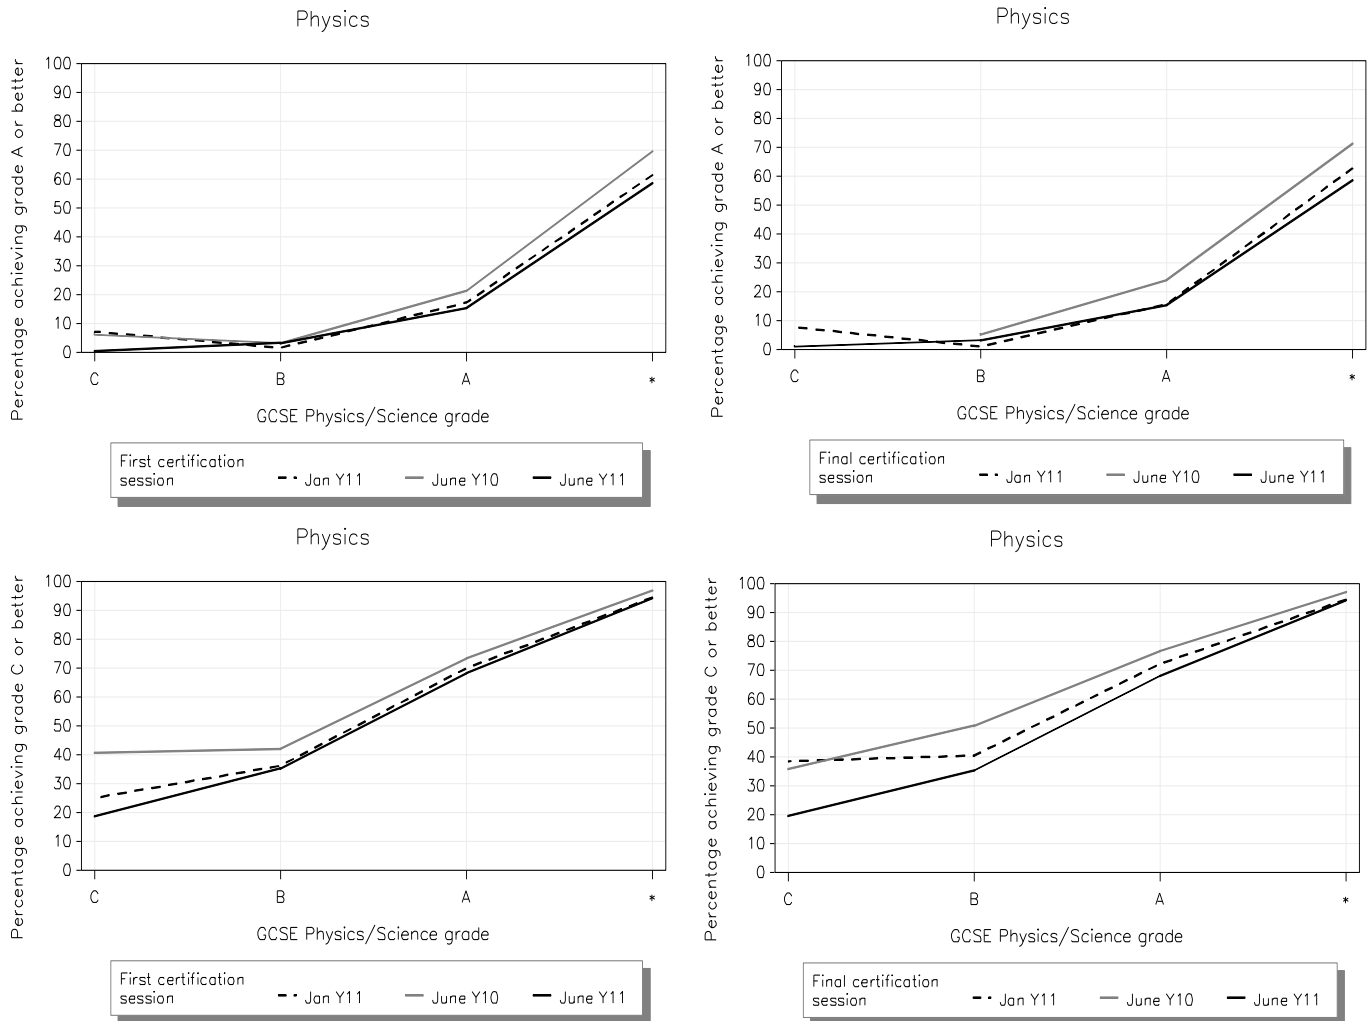 Physics
Percentage achieving grade A or better
100
90
80
70
60
50
40
30
20
10
0
C B A *
GCSE Physics/Science grade
First certification
session
Jan Y11 June Y10 June Y11
Physics
Percentage achieving grade A or better
100
90
80
70
60
50
40
30
20
10
0
C B A *
GCSE Physics/Science grade
Final certification
session
Jan Y11 June Y10 June Y11
Physics
Percentage achieving grade C or better
100
90
80
70
60
50
40
30
20
10
0
C B A *
GCSE Physics/Science grade
First certification
session
Jan Y11 June Y10 June Y11
Physics
Percentage achieving grade C or better
100
90
80
70
60
50
40
30
20
10
0
C B A *
GCSE Physics/Science grade
Final certification
session
Jan Y11 June Y10 June Y11